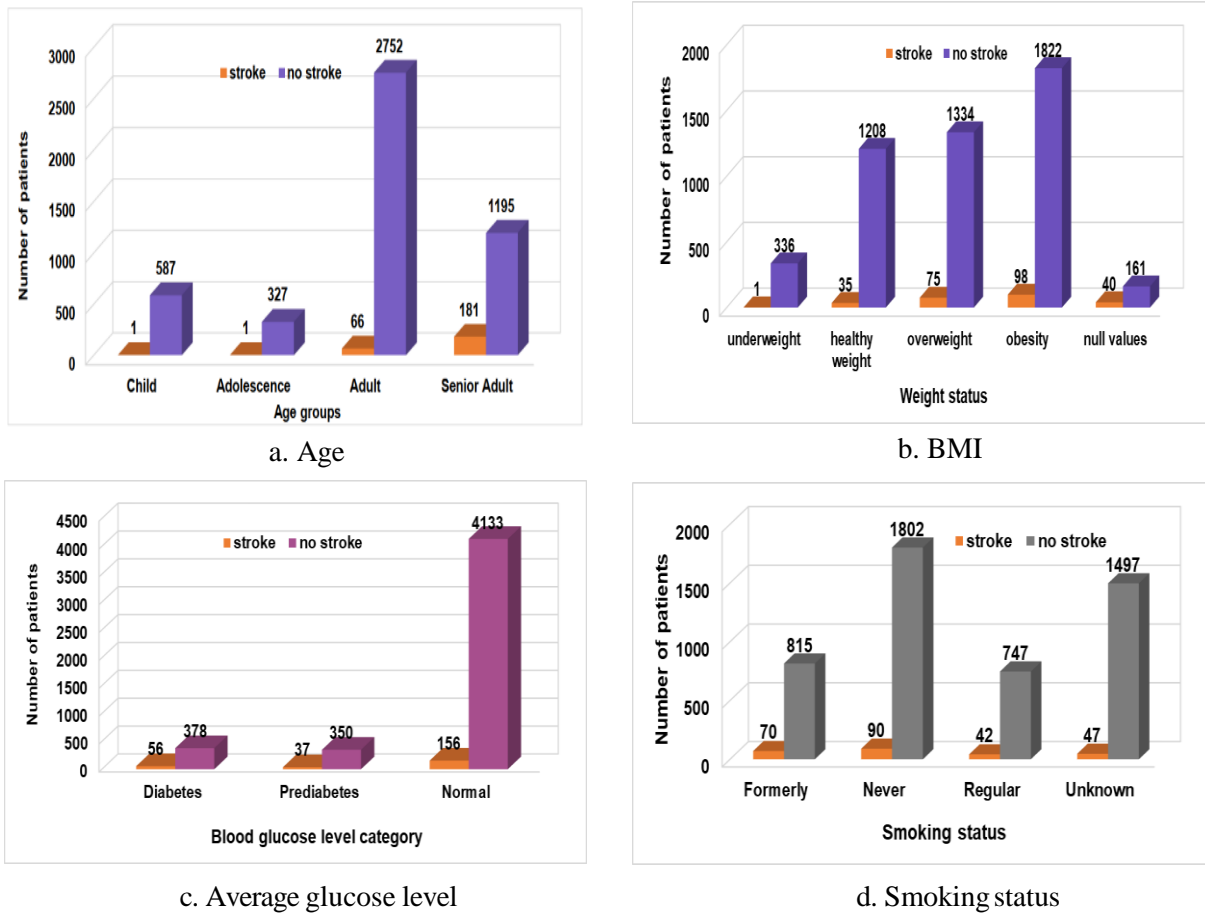 3000
2500
2000
1500
1000
500
0
Number of patients
stroke no stroke
1 587
1 327
66 2752
181 1195
Child Adolescence Adult Senior Adult
Age groups
a. Age
2000
1500
1000
500
0
Number of patients
stroke no stroke
1 336
35 1208
75 1334
98 1822
40 161
underweight healthy weight overweight obesity null values
Weight status
b. BMI
4500
4000
3500
3000
2500
2000
1500
1000
500
0
Number of patients
stroke no stroke
56 378
37 350
156 4133
Diabetes Prediabetes Normal
Blood glucose level category
c. Average glucose level
2000
1500
1000
500
0
Number of patients
stroke no stroke
70 815
90 1802
42 747
47 1497
Formerly Never Regular Unknown
Smoking status
d. Smoking status